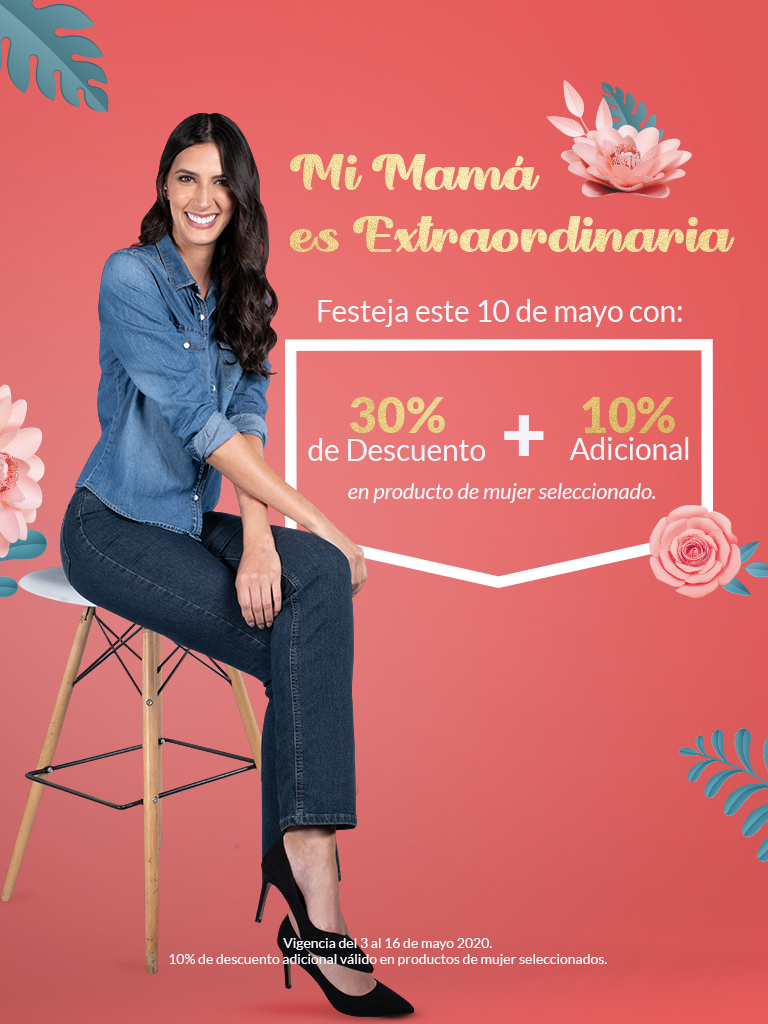 Mi Mamá
es Extraordinaria
Festeja este 10 de mayo con:
30%
de Descuento
+
10%
Adicional
en producto de mujer seleccionado.
Vigencia del 3 al 16 de mayo 2020.
10% de descuento adicional válido en productos de mujer seleccionados.